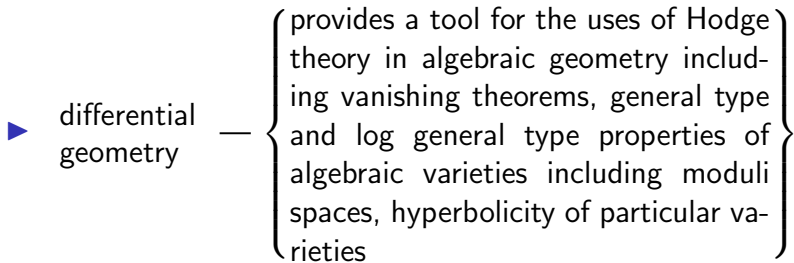 differential
geometry
—
provides a tool for the uses of Hodge
theory in algebraic geometry includ-
ing vanishing theorems, general type
and log general type properties of
algebraic varieties including moduli
spaces, hyperbolicity of particular va-
rieties